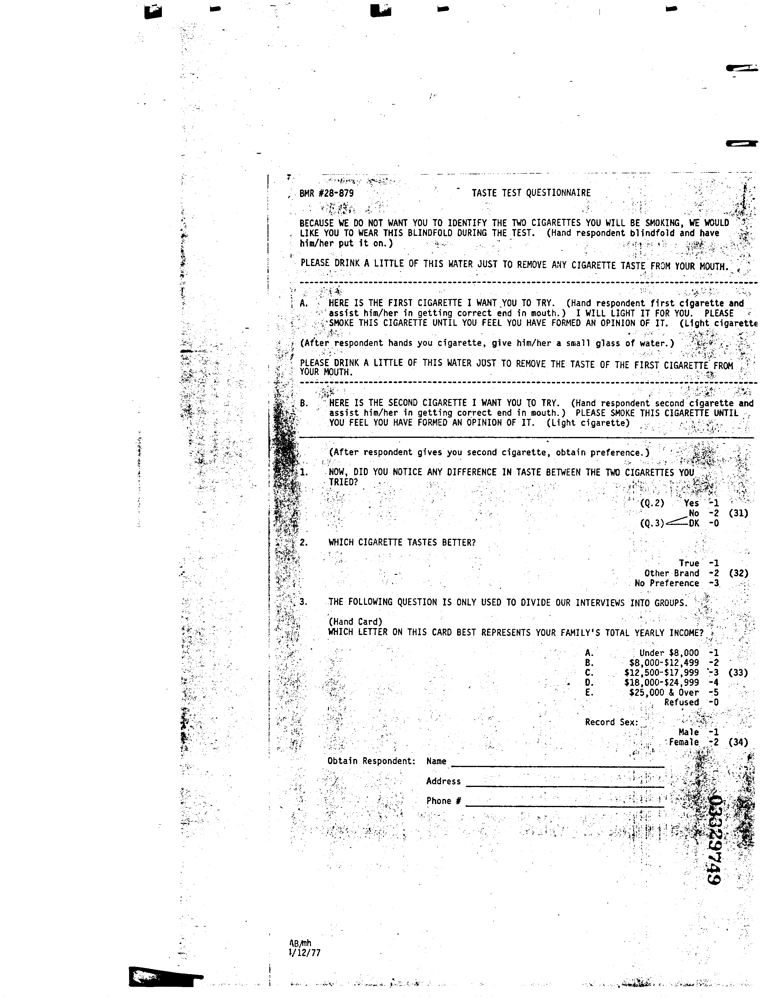 BMR #28-879 TASTE TEST QUESTIONNAIRE
BECAUSE WE DO NOT WANT YOU TO IDENTIFY THE TWO CIGARETTES YOU WILL BE SMOKING, WE WOULD
LIKE YOU TO WEAR THIS BLINDFOLD DURING THE TEST. (Hand respondent blindfold and have
him/her put it on.)
PLEASE DRINK A LITTLE OF THIS WATER JUST TO REMOVE ANY CIGARETTE TASTE FROM YOUR MOUTH.
A. HERE IS THE FIRST CIGARETTE I WANT YOU TO TRY. (Hand respondent first cigarette and
assist him/her in getting correct end in mouth.) I WILL LIGHT IT FOR YOU. PLEASE
SMOKE THIS CIGARETTE UNTIL YOU FEEL YOU HAVE FORMED AN OPINION OF IT. (Light cigarette
(After respondent hands you cigarette, give him/her a small glass of water.)
PLEASE DRINK A LITTLE OF THIS WATER JUST TO REMOVE THE TASTE OF THE FIRST CIGARETTE FROM
YOUR MOUTH.
B. HERE IS THE SECOND CIGARETTE I WANT YOU TO TRY. (Hand respondent second cigarette and
assist him/her in getting correct end in mouth.) PLEASE SMOKE THIS CIGARETTE UNTIL
YOU FEEL YOU HAVE FORMED AN OPINION OF IT. (Light cigarette)
(After respondent gives you second cigarette, obtain preference.)
1. NOW, DID YOU NOTICE ANY DIFFERENCE IN TASTE BETWEEN THE TWO CIGARETTES YOU
TRIED?
(Q.2) Yes -1
No -2 (31)
(Q.3) DK -0
2. WHICH CIGARETTE TASTES BETTER?
True -1
Other Brand -2 (32)
No Preference -3
3. THE FOLLOWING QUESTION IS ONLY USED TO DIVIDE OUR INTERVIEWS INTO GROUPS.
(Hand Card)
WHICH LETTER ON THIS CARD BEST REPRESENTS YOUR FAMILY'S TOTAL YEARLY INCOME?
A. Under $8,000 -1
B. $8,000-$12,499 -2
C. $12,500-$17,999 -3 (33)
D. $18,000-$24,999 -4
E. $25,000 & Over -5
Refused -0
Record Sex:
Male -1
Female -2 (34)
Obtain Respondent: Name
Address
Phone #
03329749
AB/mh
1/12/77